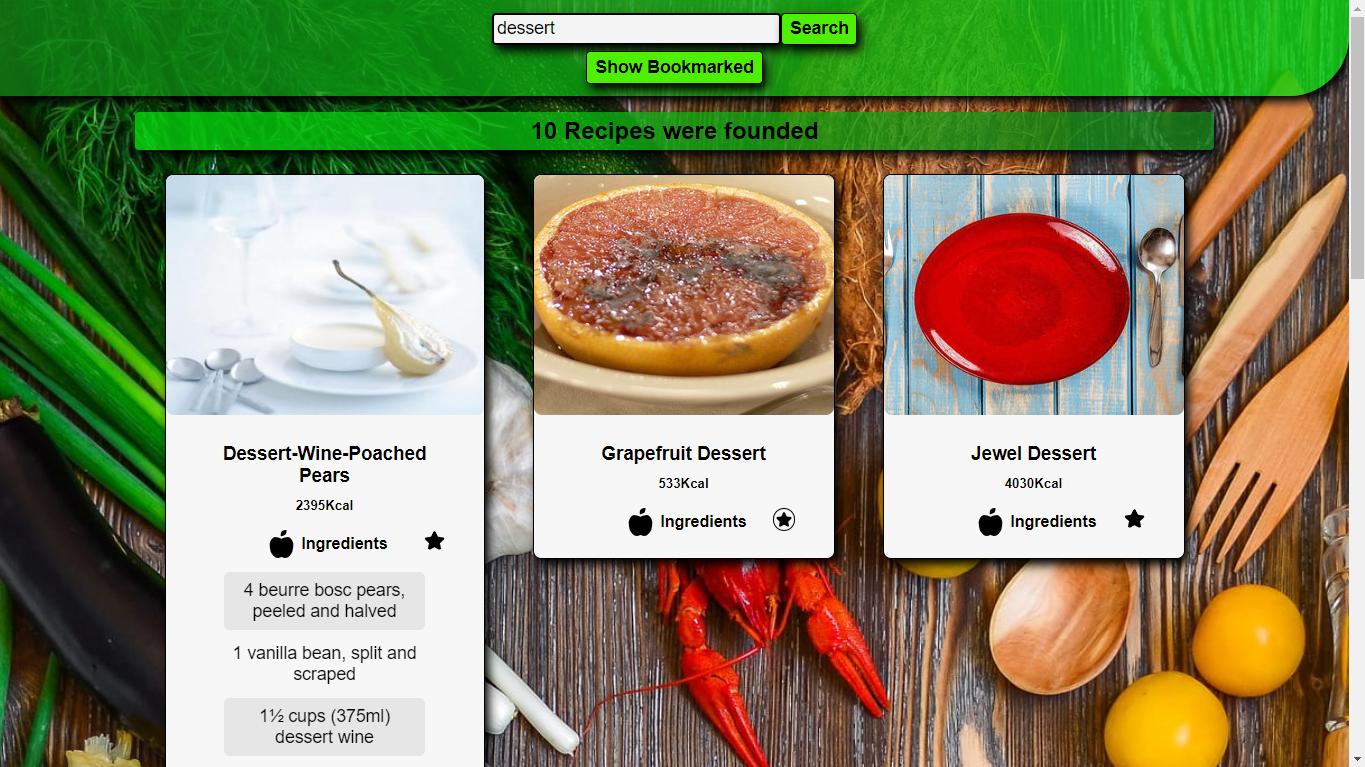 dessert
Search
Show Bookmarked
10 Recipes were founded
Dessert-Wine-Poached
Pears
2395Kcal
Ingredients
4 beurre bosc pears,
peeled and halved
1 vanilla bean, split and
scraped
1½ cups (375ml)
dessert wine
Grapefruit Dessert
533Kcal
Ingredients
Jewel Dessert
4030Kcal
Ingredients